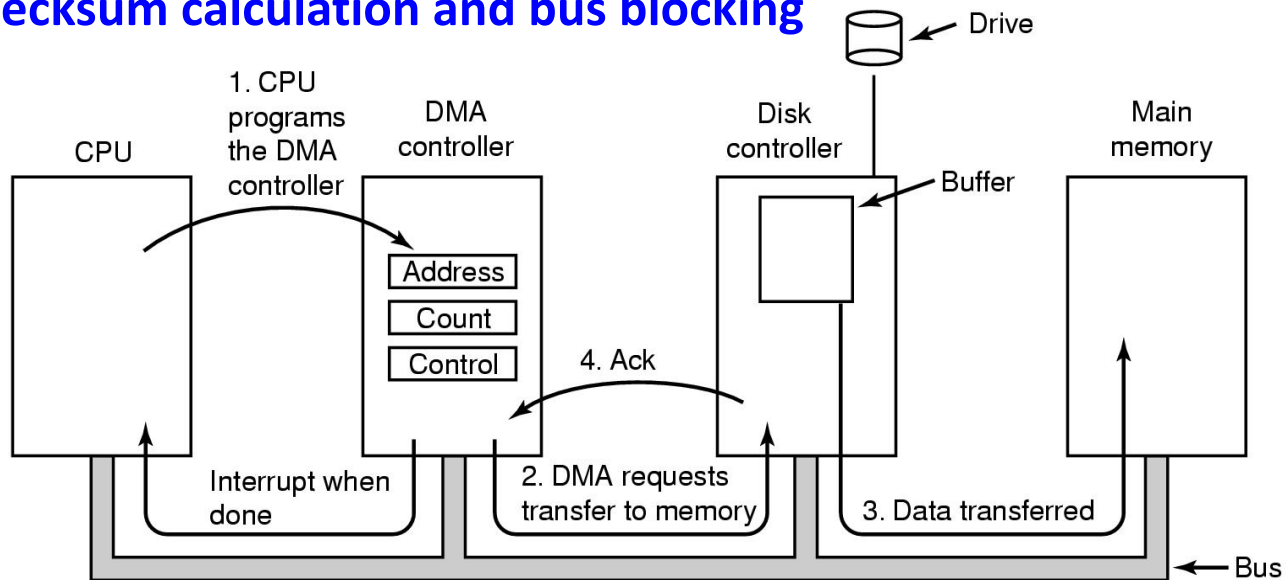 ecksum calculation and bus blocking
Drive
1. CPU
programs
the DMA
controller
DMA
controller
Disk
controller
Main
memory
CPU
Buffer
Address
Count
Control
4. Ack
Interrupt when
done
2. DMA requests
transfer to memory
3. Data transferred
Bus